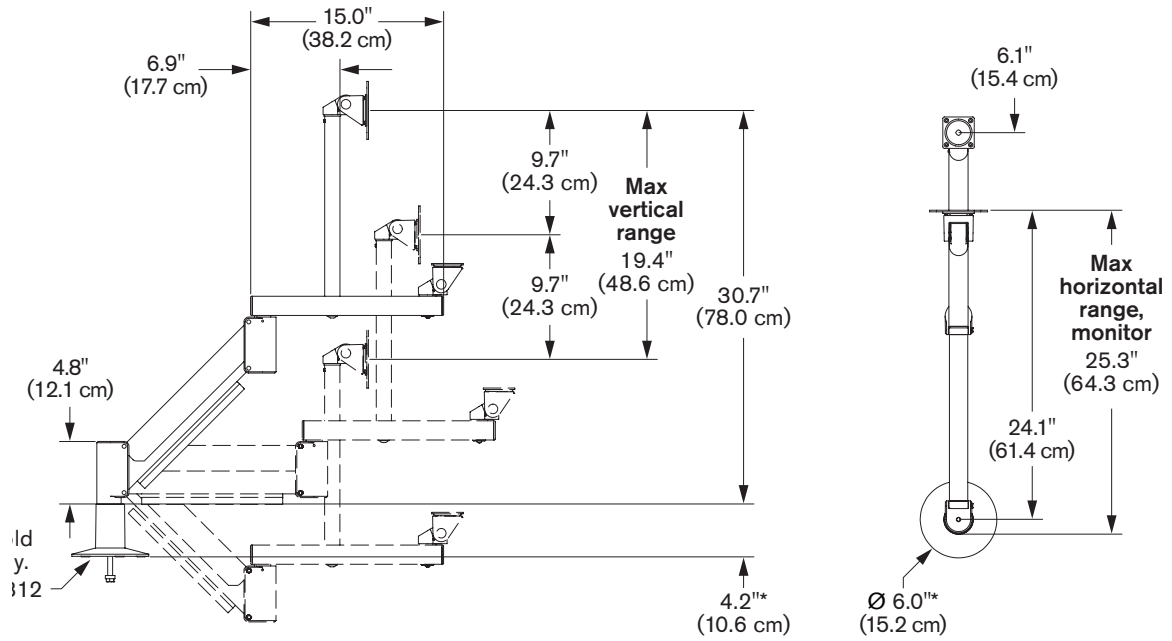 15.0"
(38.2 cm)
6.9"
(17.7 cm)
6.1"
(15.4 cm)
9.7"
(24.3 cm)
Max
vertical
range
19.4"
(48.6 cm)
9.7"
(24.3 cm)
30.7"
(78.0 cm)
Max
horizontal
range,
monitor
25.3"
(64.3 cm)
4.8"
(12.1 cm)
24.1"
(61.4 cm)
ld
y.
312
4.2"*
(10.6 cm)
Ø 6.0"*
(15.2 cm)